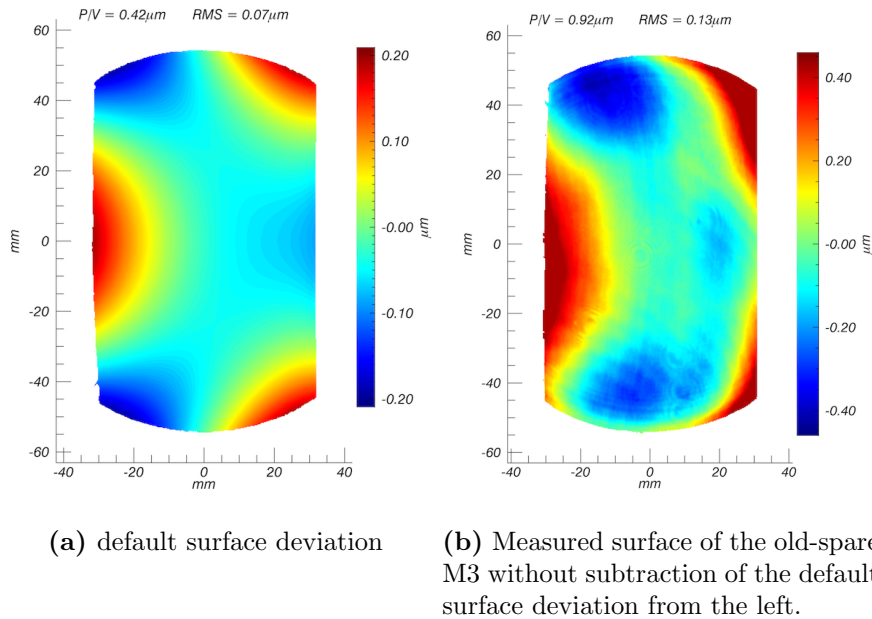 P/V = 0.42μm RMS = 0.07μm
60
40
20
0
-20
-40
-60
mm
-40 -20 0 20 40
mm
0.20
0.10
-0.00
-0.10
-0.20
μm
P/V = 0.92μm RMS = 0.13μm
60
40
20
0
-20
-40
-60
mm
-40 -20 0 20 40
mm
0.40
0.20
-0.00
-0.20
-0.40
μm
(a) default surface deviation
(b) Measured surface of the old-spare
M3 without subtraction of the default
surface deviation from the left.